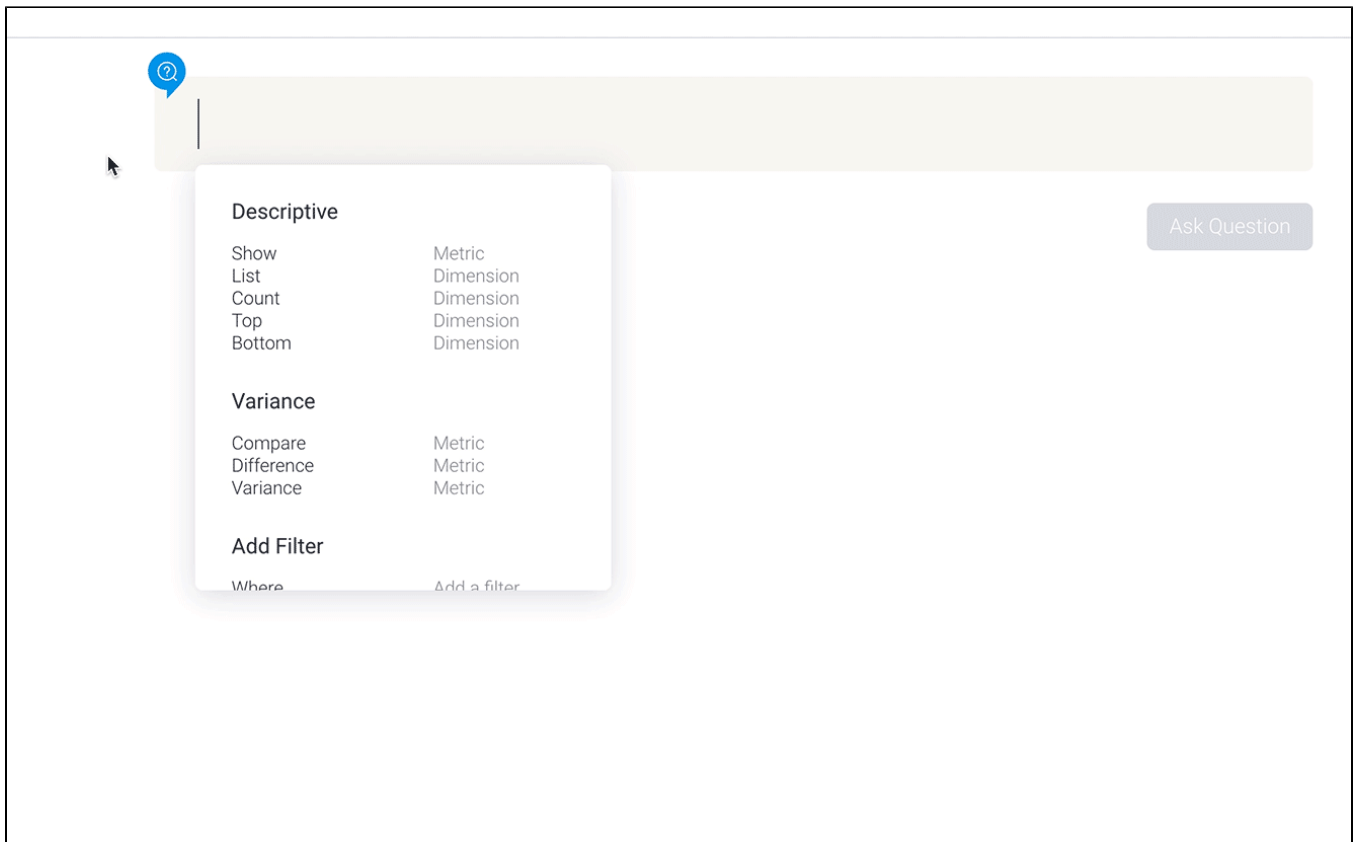 ?
Ask Question
Descriptive
Show Metric
List Dimension
Count Dimension
Top Dimension
Bottom Dimension
Variance
Compare Metric
Difference Metric
Variance Metric
Add Filter
Where Add a filter